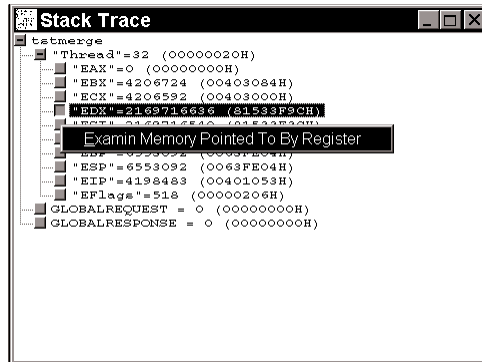 Stack Trace
tstmerge
"Thread"=32 (00000020H)
"EAX"=0 (00000000H)
"EBX"=4206724 (00403084H)
"ECX"=4206592 (00403000H)
"EDX"=2169716636 (81533F9CH)
Examin Memory Pointed To By Register
"ESP"=6553092 (0063FE04H)
"EIP"=4198483 (00401053H)
"EFlags"=518 (00000206H)
GLOBALREQUEST = 0 (00000000H)
GLOBALRESPONSE = 0 (00000000H)